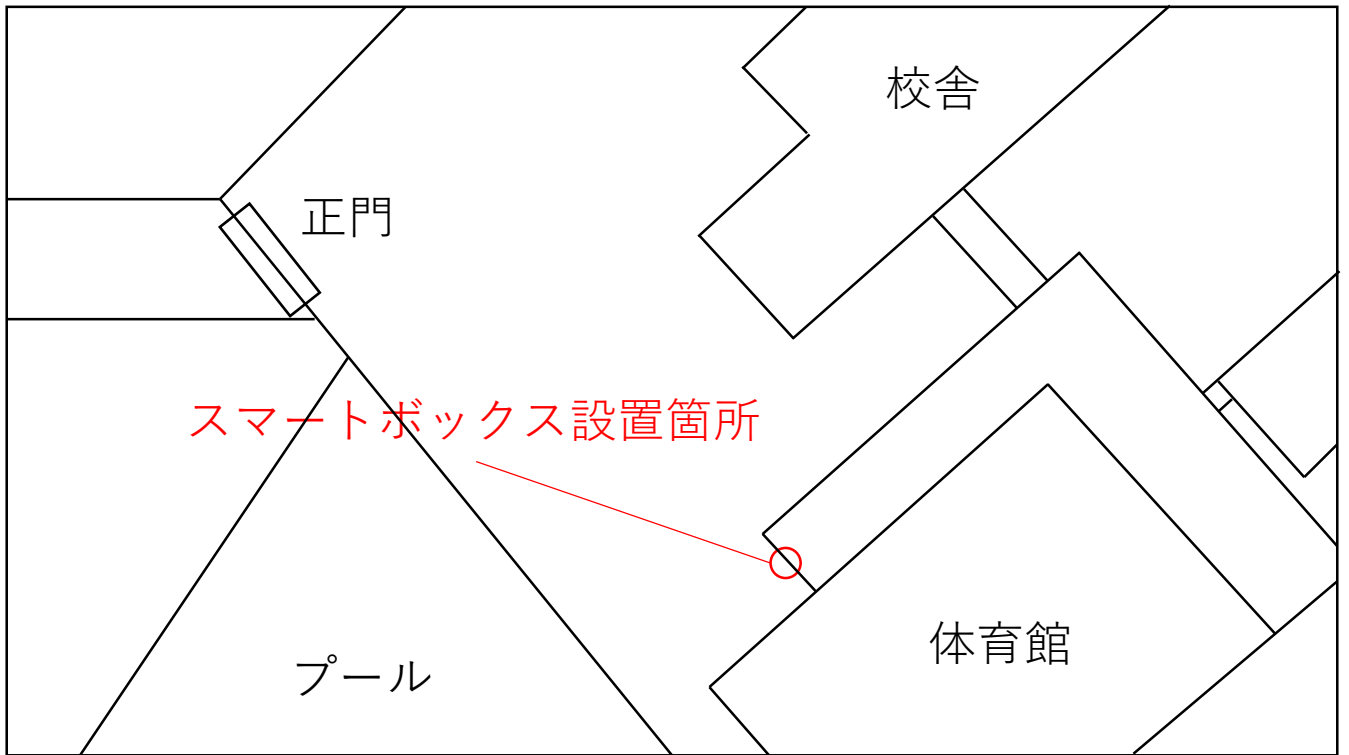 校舎
正門
スマートボックス設置箇所
体育館
プール